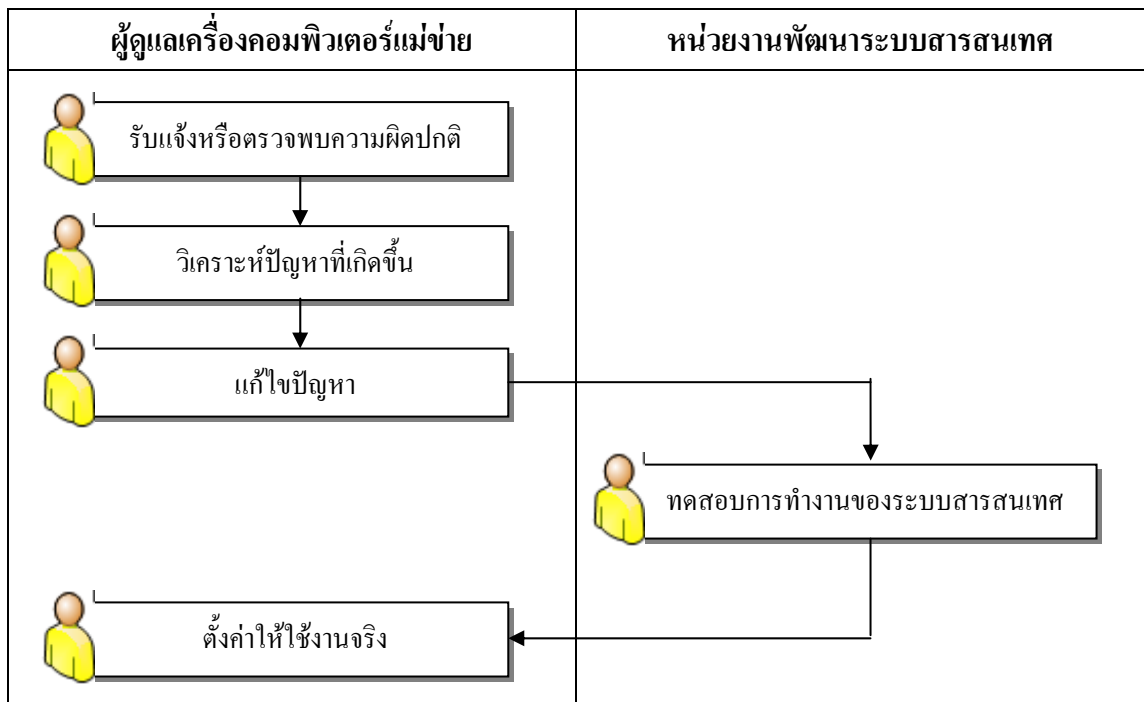 ผู้ดูแลเครื่องคอมพิวเตอร์แม่ข่าย
หน่วยงานพัฒนาระบบสารสนเทศ
รับแจ้งหรือตรวจพบความผิดปกติ
วิเคราะห์ปัญหาที่เกิดขึ้น
แก้ไขปัญหา
ทดสอบการทำงานของระบบสารสนเทศ
ตั้งค่าให้ใช้งานจริง